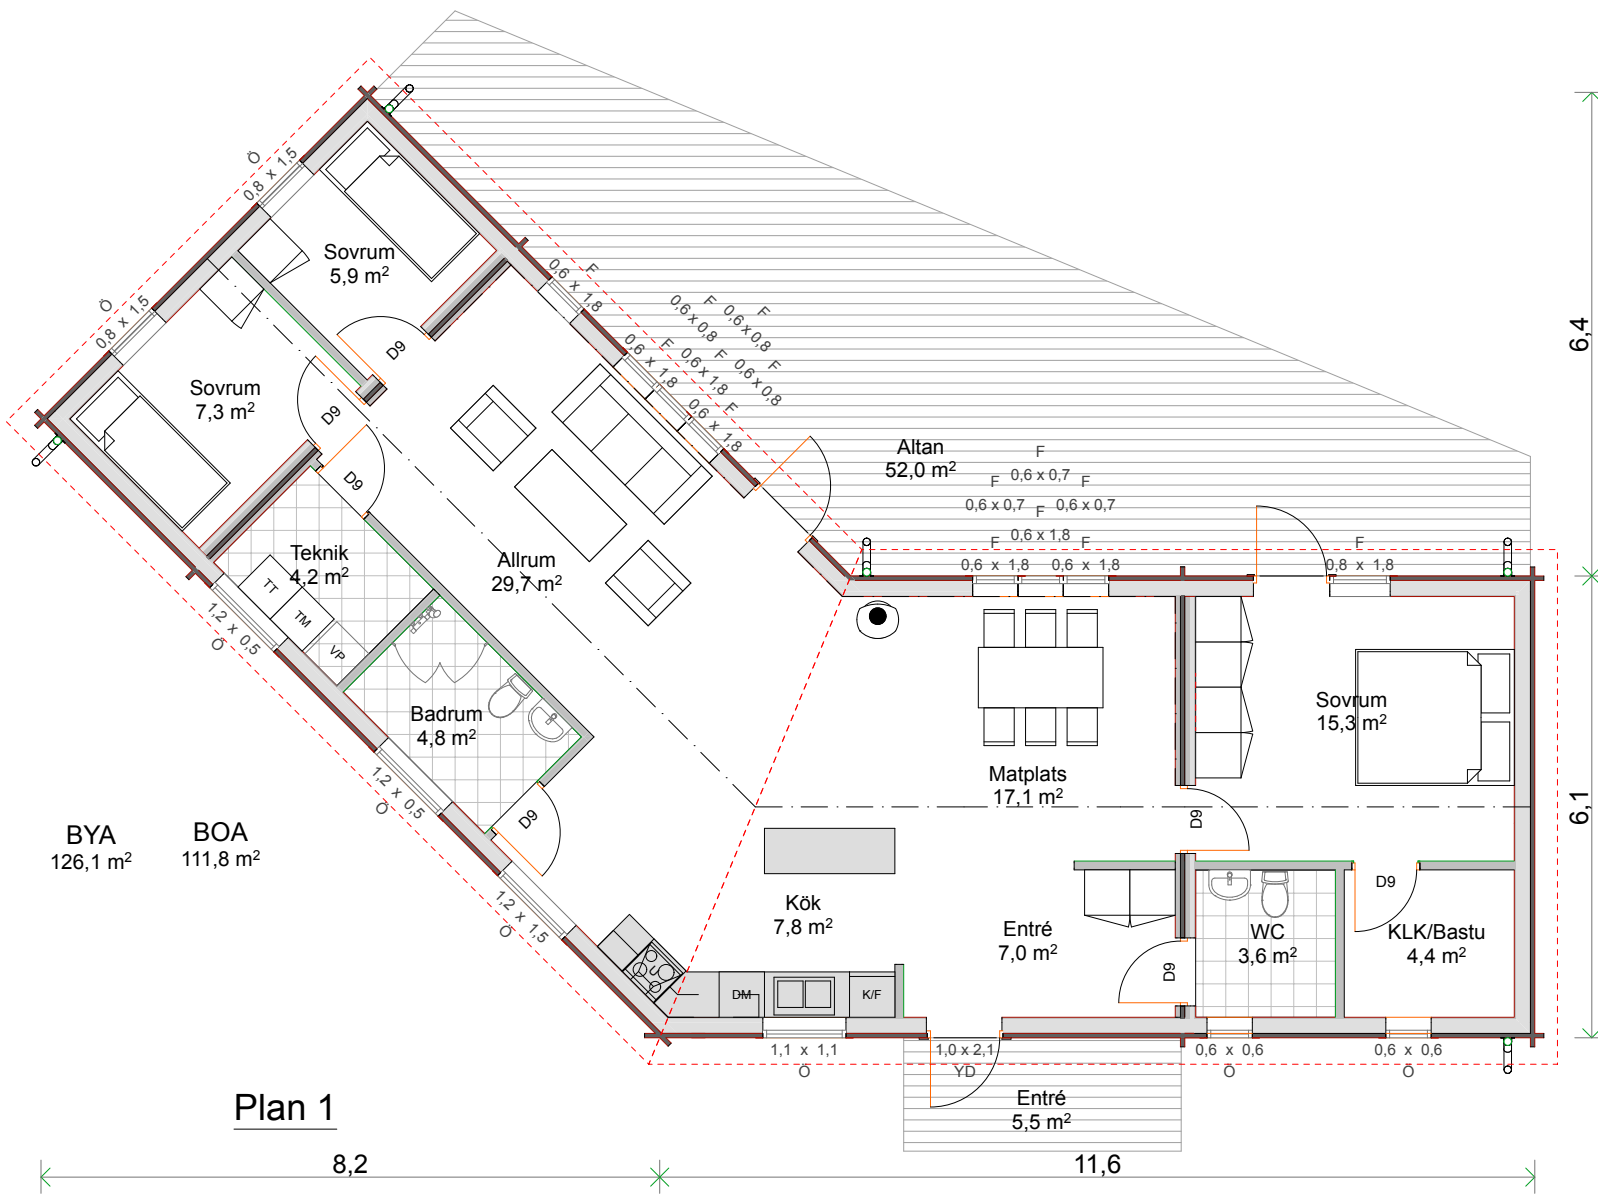 Ö
0,8 x 1,5
Sovrum
5,9 m²
Ö
0,8 x 1,5
Sovrum
7,3 m²
D9
D9
D9
F
0,6 x 1,8
F
0,6 x 0,8
F
0,6 x 0,8
F
0,6 x 1,8
F
0,6 x 1,8
F
0,6 x 0,8
F
0,6 x 1,8
Altan
52,0 m²
F
0,6 x 0,7
F
0,6 x 0,7
F
0,6 x 0,7
F
0,6 x 1,8
F
0,6 x 1,8
F
0,6 x 1,8
F
0,8 x 1,8
6,4
Teknik
4,2 m²
TT
TM
VP
1,2 x 0,5
Ö
Allrum
29,7 m²
Badrum
4,8 m²
1,2 x 0,5
Ö
D9
Sovrum
15,3 m²
Matplats
17,1 m²
D9
6,1
BYA
126,1 m²
BOA
111,8 m²
1,2 x 1,5
Ö
Kök
7,8 m²
Entré
7,0 m²
D9
WC
3,6 m²
D9
KLK/Bastu
4,4 m²
DM
K/F
1,1 x 1,1
Ö
1,0 x 2,1
YD
0,6 x 0,6
Ö
0,6 x 0,6
Ö
Entré
5,5 m²
Plan 1
8,2
11,6